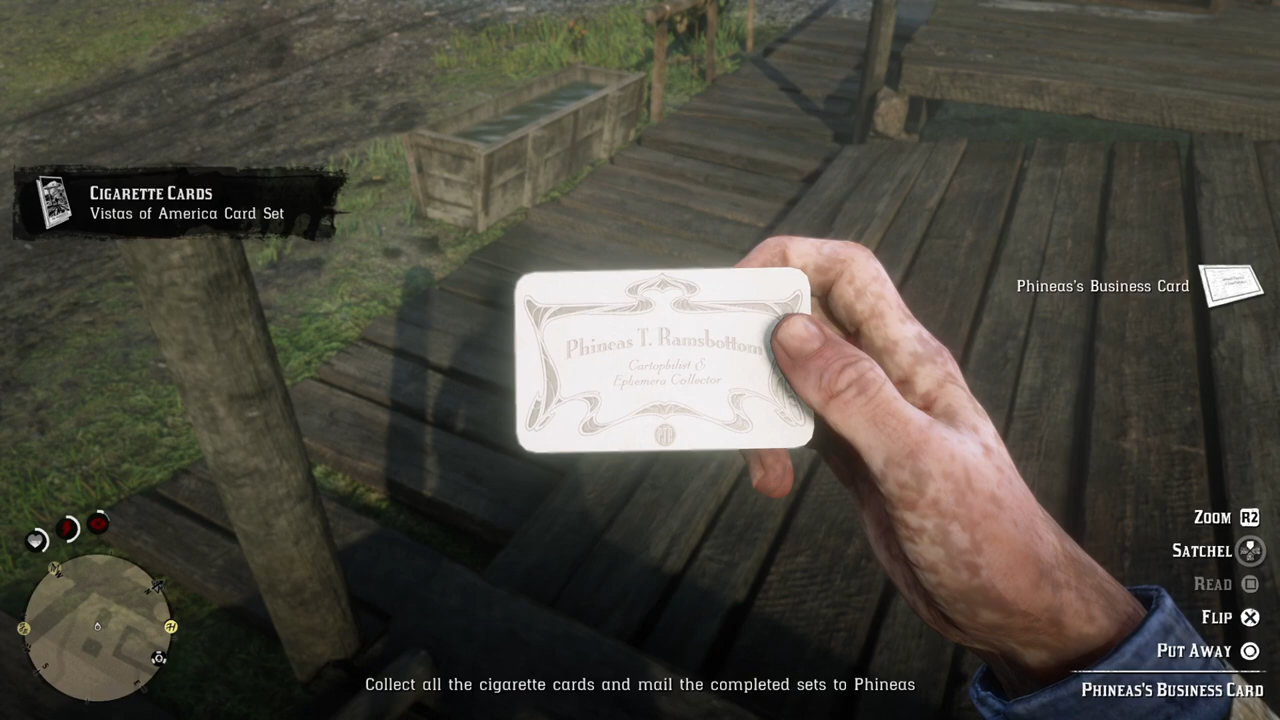 CIGARETTE CARDS
Vistas of America Card Set
Phineas's Business Card
Phineas T. Ramsbottom
Cartophilist &
Ephemera Collector
PTR
ZOOM R2
SATCHEL
READ
FLIP
PUT AWAY
Collect all the cigarette cards and mail the completed sets to Phineas
PHINEAS'S BUSINESS CARD